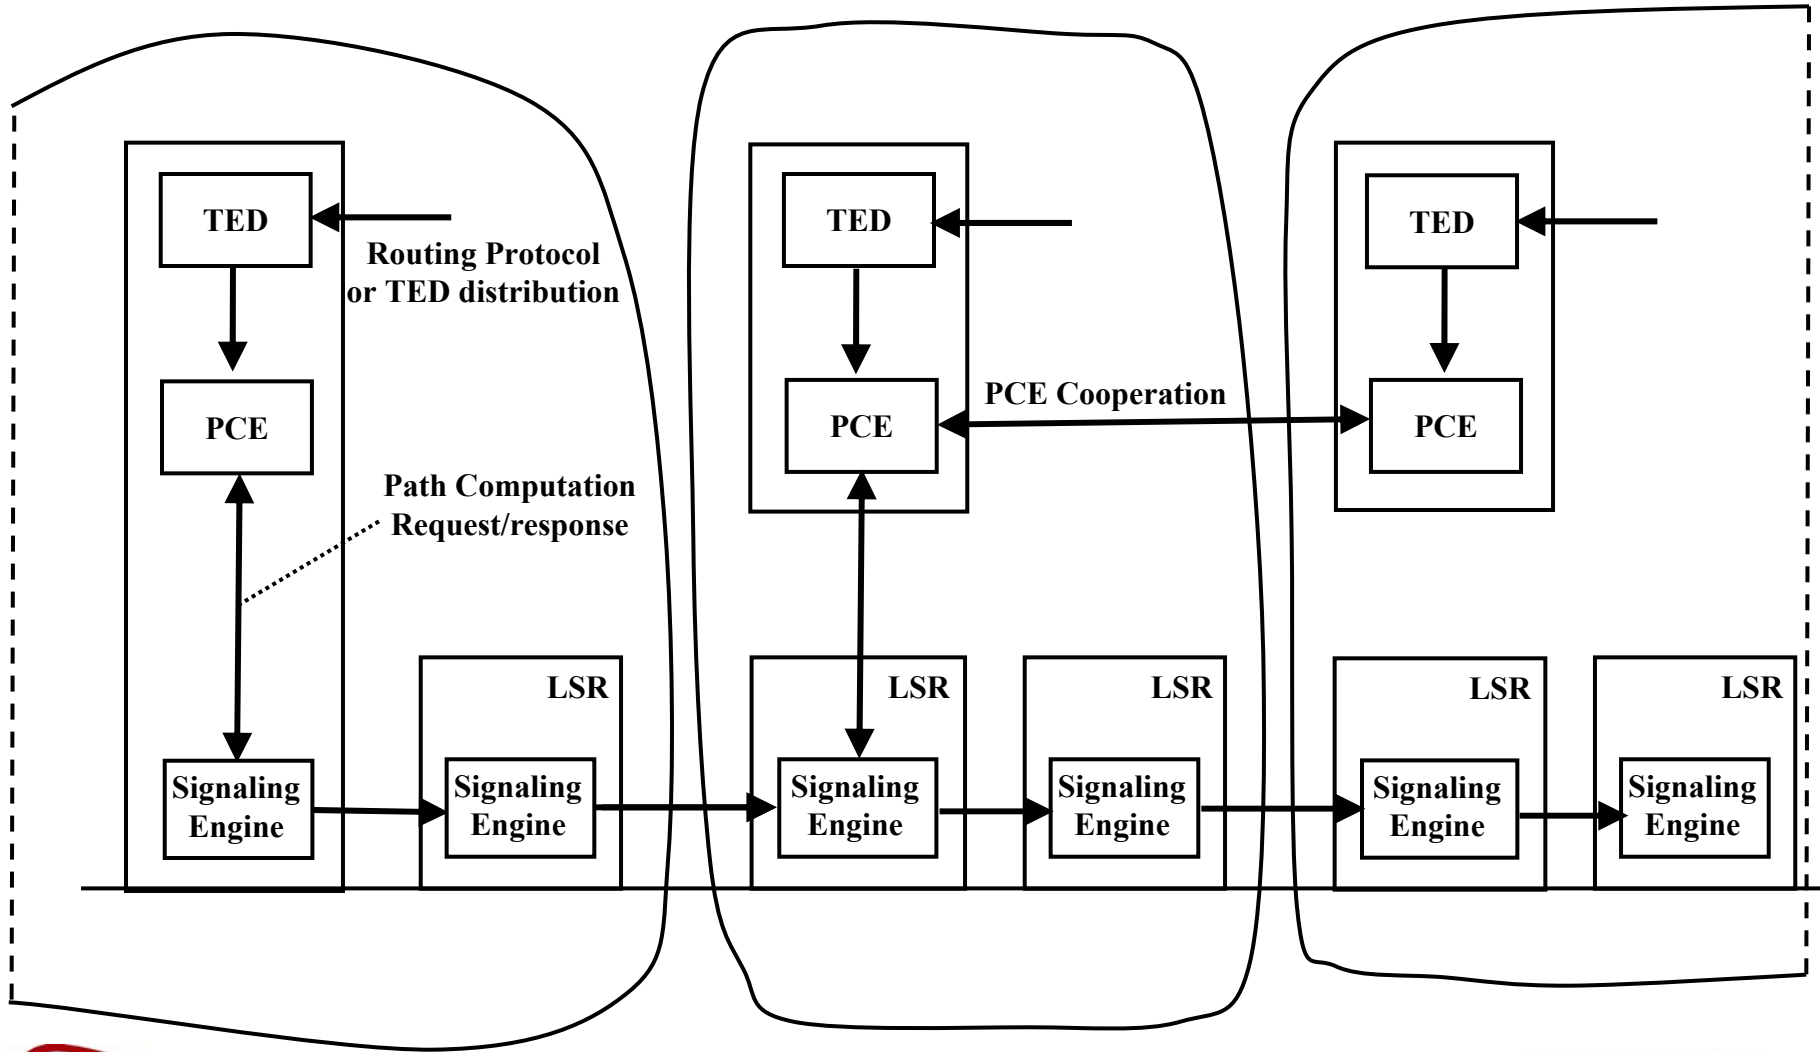 TED
Routing Protocol
or TED distribution
PCE
Path Computation
Request/response
Signaling
Engine
LSR
Signaling
Engine
TED
PCE
PCE Cooperation
LSR
Signaling
Engine
LSR
Signaling
Engine
TED
PCE
LSR
Signaling
Engine
LSR
Signaling
Engine